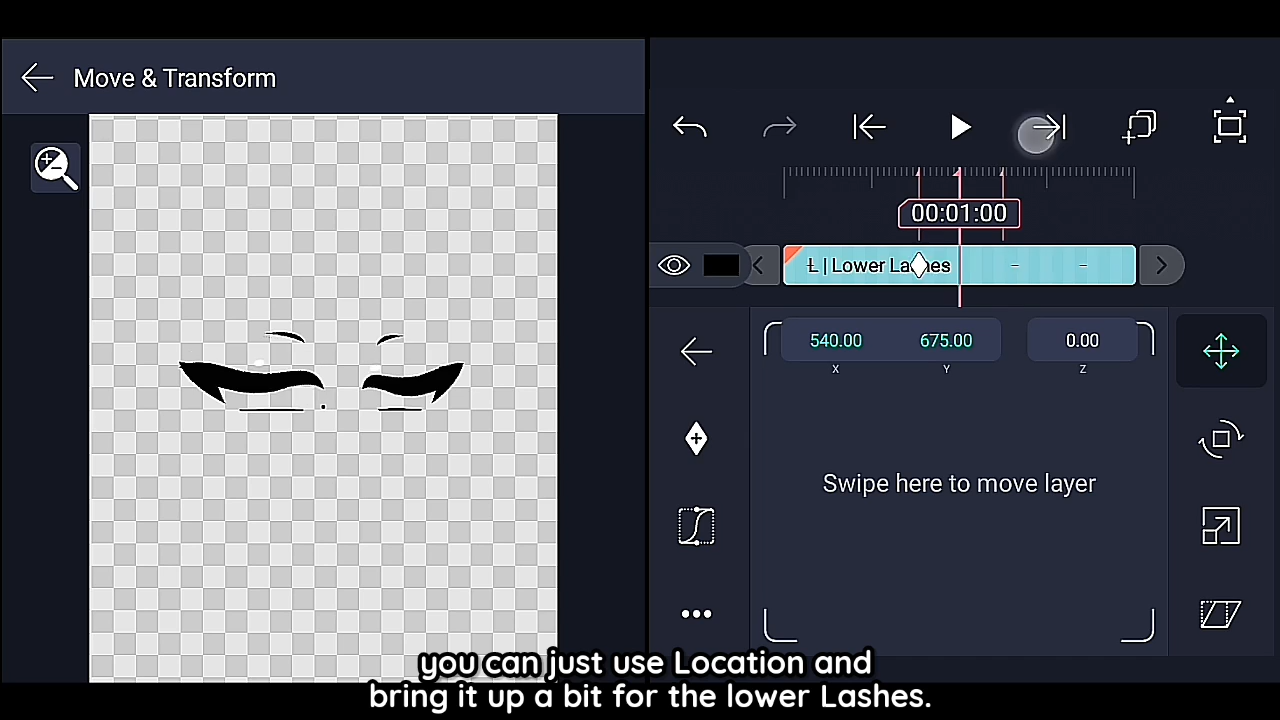 Move & Transform
00:01:00
L | Lower Lashes
540.00 675.00 0.00
X Y Z
Swipe here to move layer
you can just use Location and
bring it up a bit for the lower Lashes.